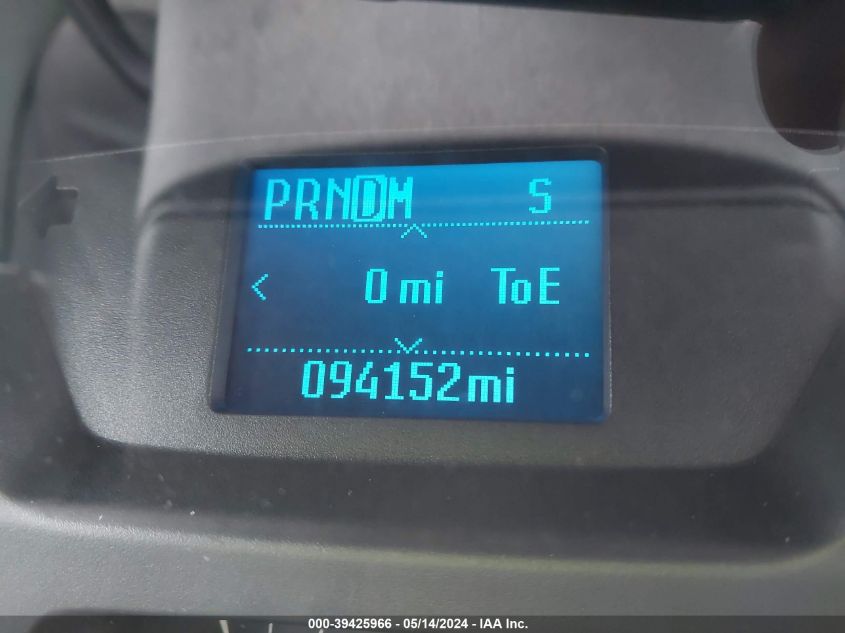 PRNDM S
< 0 mi ToE
094152mi
000-39425966 - 05/14/2024 - IAA Inc.